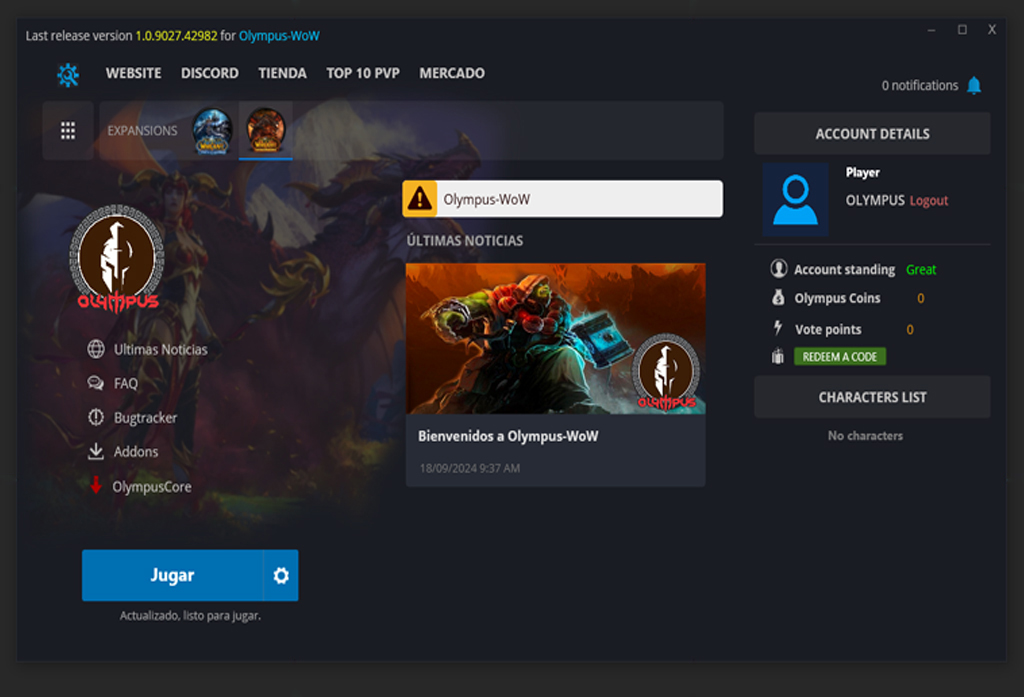 Last release version 1.0.9027.42982 for Olympus-WoW
WEBSITE DISCORD TIENDA TOP 10 PVP MERCADO
0 notifications
EXPANSIONS
ACCOUNT DETAILS
Player
OLYMPUS Logout
Olympus-WoW
ÚLTIMAS NOTICIAS
OLYMPUS
Account standing Great
Olympus Coins 0
Vote points 0
REDEEM A CODE
CHARACTERS LIST
No characters
Ultimas Noticias
FAQ
Bugtracker
Addons
OlympusCore
OLYMPUS
Bienvenidos a Olympus-WoW
18/09/2024 9:37 AM
Jugar
Actualizado, listo para jugar.